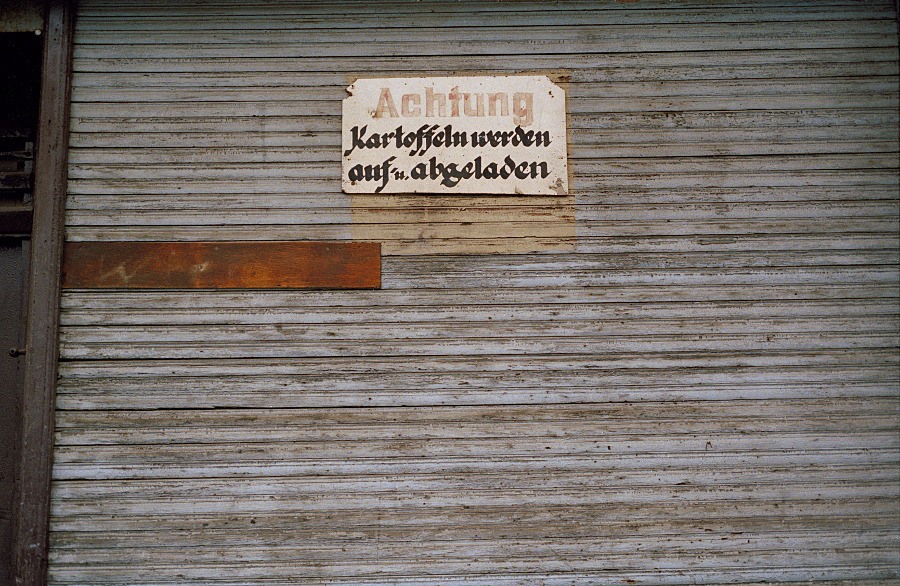 Achtung
Kartoffeln werden
auf- u. abgeladen